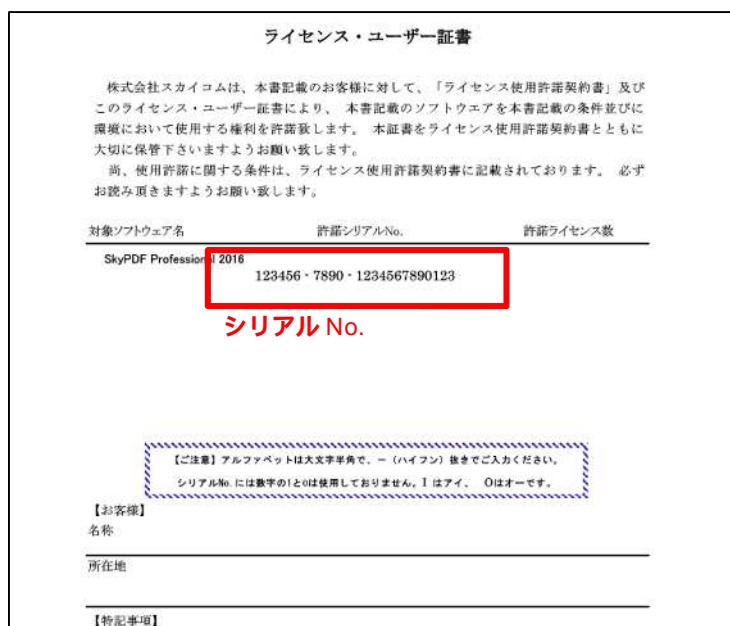 ライセンス・ユーザー証書
株式会社スカイコムは、本書記載のお客様に対して、「ライセンス使用許諾契約書」及び
このライセンス・ユーザー証書により、 本書記載のソフトウエアを本書記載の条件並びに
環境において使用する権利を許諾致します。 本証書をライセンス使用許諾契約書とともに
大切に保管下さいますようお願い致します。
尚、使用許諾に関する条件は、ライセンス使用許諾契約書に記載されております。 必ず
お読み頂きますようお願い致します。
対象ソフトウェア名 許諾シリアルNo. 許諾ライセンス数
SkyPDF Professional 2016
123456‐7890‐1234567890123
シリアル No.
【ご注意】アルファベットは大文字半角で、－（ハイフン）抜きでご入力ください。
シリアルNo.には数字の1と0は使用しておりません。I はアイ、 Oはオーです。
【お客様】
名称
所在地
【特記事項】